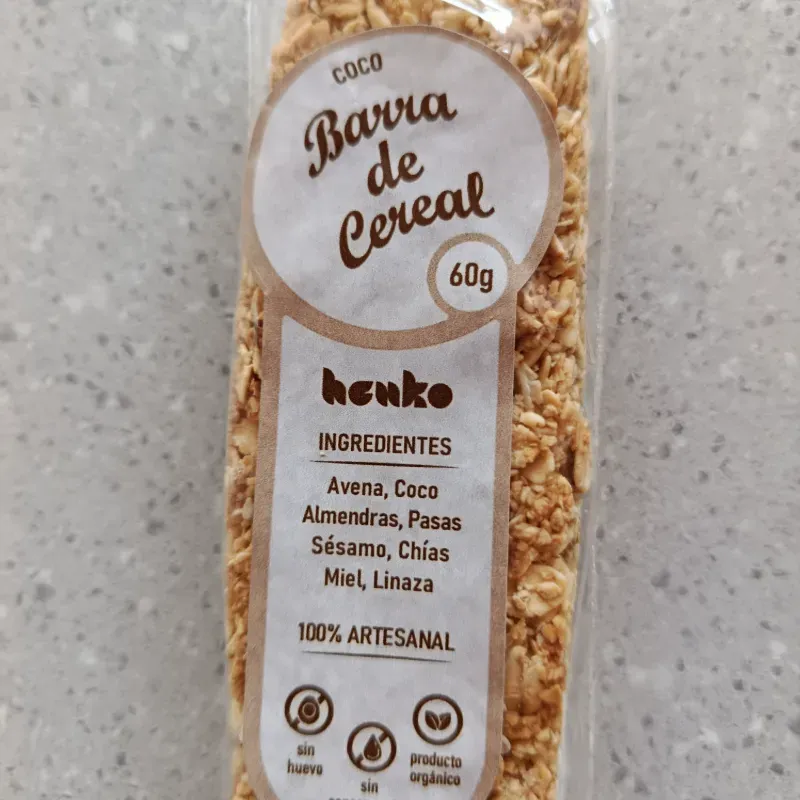 COCO
Barra
de
Cereal
60g
henko
INGREDIENTES
Avena, Coco
Almendras, Pasas
Sésamo, Chías
Miel, Linaza
100% ARTESANAL
sin
huevo
sin
producto
orgánico